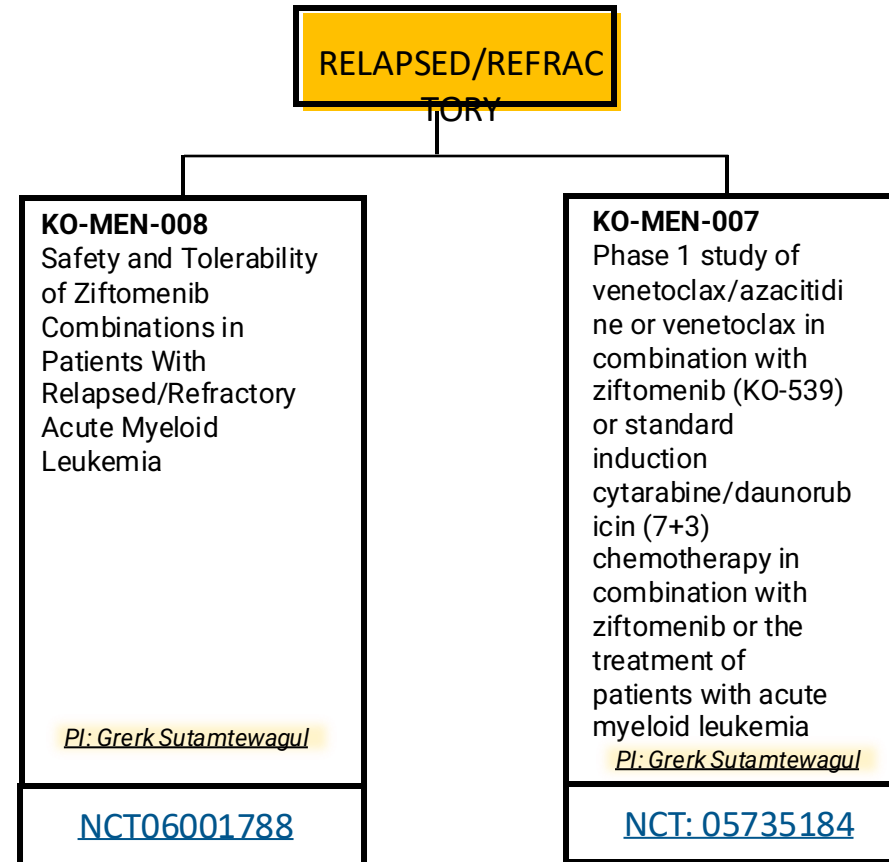 RELAPSED/REFRAC
TORY
KO-MEN-008
Safety and Tolerability
of Ziftomenib
Combinations in
Patients With
Relapsed/Refractory
Acute Myeloid
Leukemia
PI: Grerk Sutamtewagul
NCT06001788
KO-MEN-007
Phase 1 study of
venetoclax/azacitidi
ne or venetoclax in
combination with
ziftomenib (KO-539)
or standard
induction
cytarabine/daunorub
icin (7+3)
chemotherapy in
combination with
ziftomenib or the
treatment of
patients with acute
myeloid leukemia
PI: Grerk Sutamtewagul
NCT: 05735184